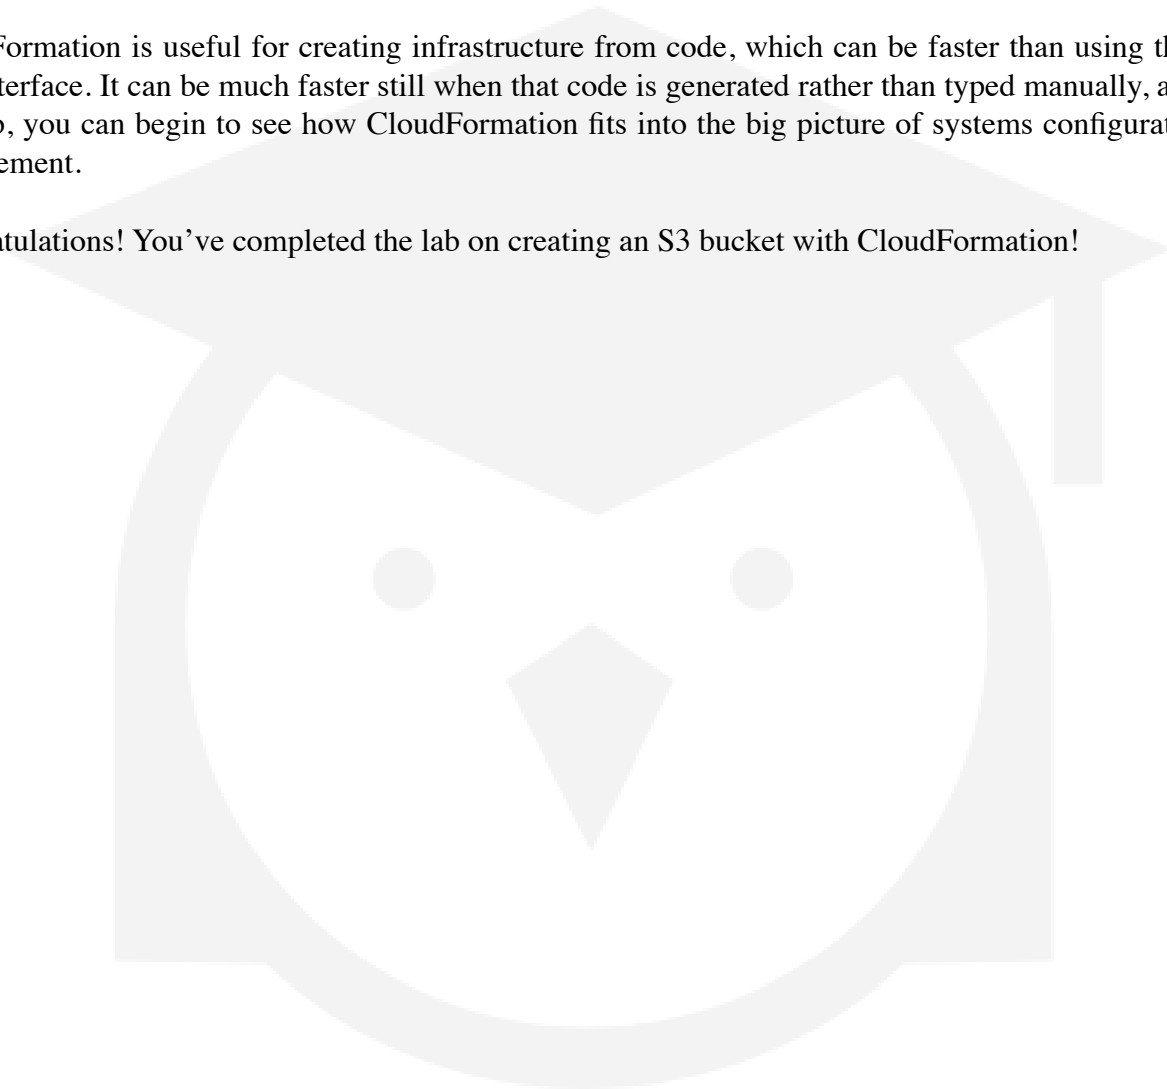 Formation is useful for creating infrastructure from code, which can be faster than using th
terface. It can be much faster still when that code is generated rather than typed manually, a
, you can begin to see how CloudFormation fits into the big picture of systems configurat
ement.
atulations! You’ve completed the lab on creating an S3 bucket with CloudFormation!